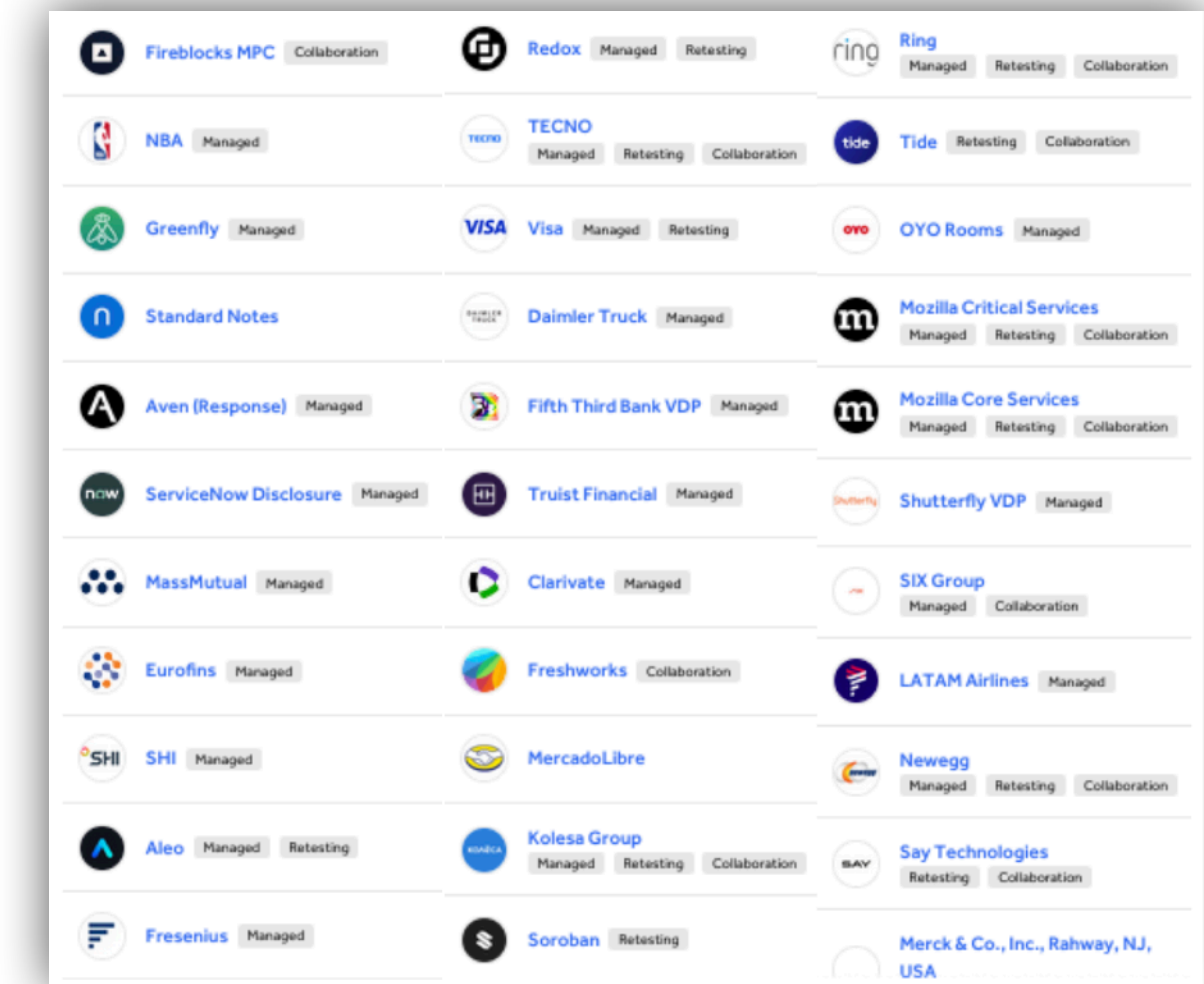 Fireblocks MPC Collaboration
NBA Managed
Greenfly Managed
Standard Notes
Aven (Response) Managed
now ServiceNow Disclosure Managed
MassMutual Managed
Eurofins Managed
SHI SHI Managed
Aleo Managed Retesting
Fresenius Managed
Redox Managed Retesting
TECNO TECNO
Managed Retesting Collaboration
VISA Visa Managed Retesting
DAIMLER TRUCK Daimler Truck Managed
Fifth Third Bank VDP Managed
Truist Financial Managed
Clarivate Managed
Freshworks Collaboration
MercadoLibre
Kolesa Group
Managed Retesting Collaboration
Soroban Retesting
ring Ring
Managed Retesting Collaboration
tide Tide Retesting Collaboration
OYO OYO Rooms Managed
m Mozilla Critical Services
Managed Retesting Collaboration
m Mozilla Core Services
Managed Retesting Collaboration
Shutterfly Shutterfly VDP Managed
SIX Group
Managed Collaboration
LATAM Airlines Managed
newegg Newegg
Managed Retesting Collaboration
SAY Say Technologies
Retesting Collaboration
Merck & Co., Inc., Rahway, NJ,
USA